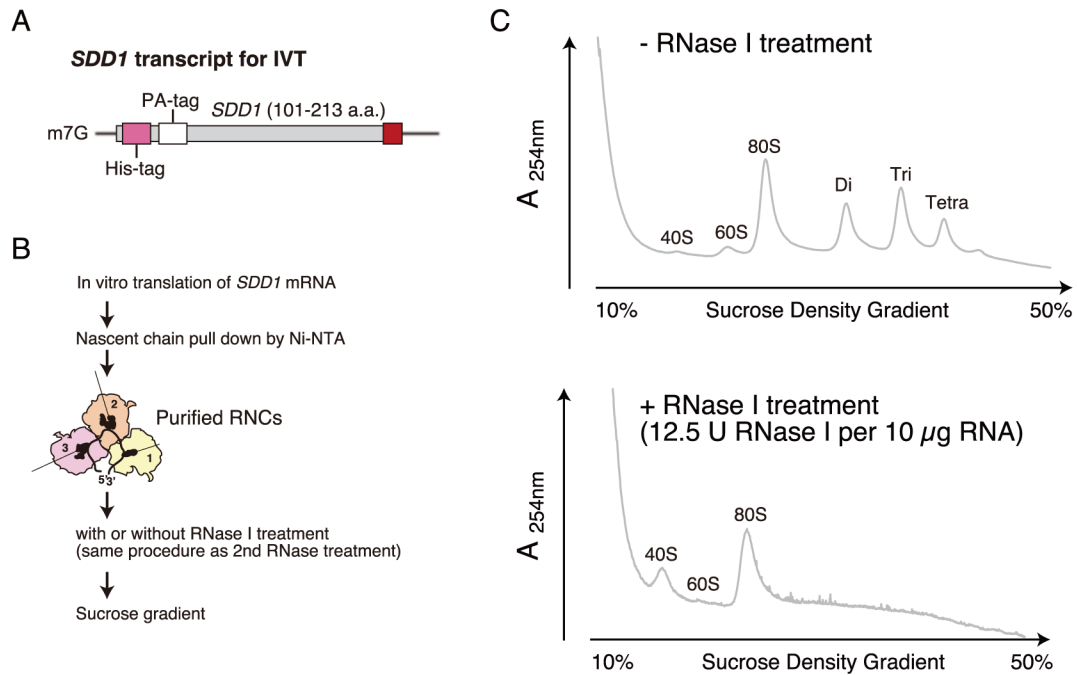 A
SDD1 transcript for IVT
PA-tag
SDD1 (101-213 a.a.)
m7G
His-tag
B
In vitro translation of SDD1 mRNA
Nascent chain pull down by Ni-NTA
2
Purified RNCs
3
1
5'3'
with or without RNase I treatment
(same procedure as 2nd RNase treatment)
Sucrose gradient
C
- RNase I treatment
A 254nm
40S
60S
80S
Di
Tri
Tetra
10%
Sucrose Density Gradient
50%
+ RNase I treatment
(12.5 U RNase I per 10 µg RNA)
A 254nm
40S
60S
80S
10%
Sucrose Density Gradient
50%